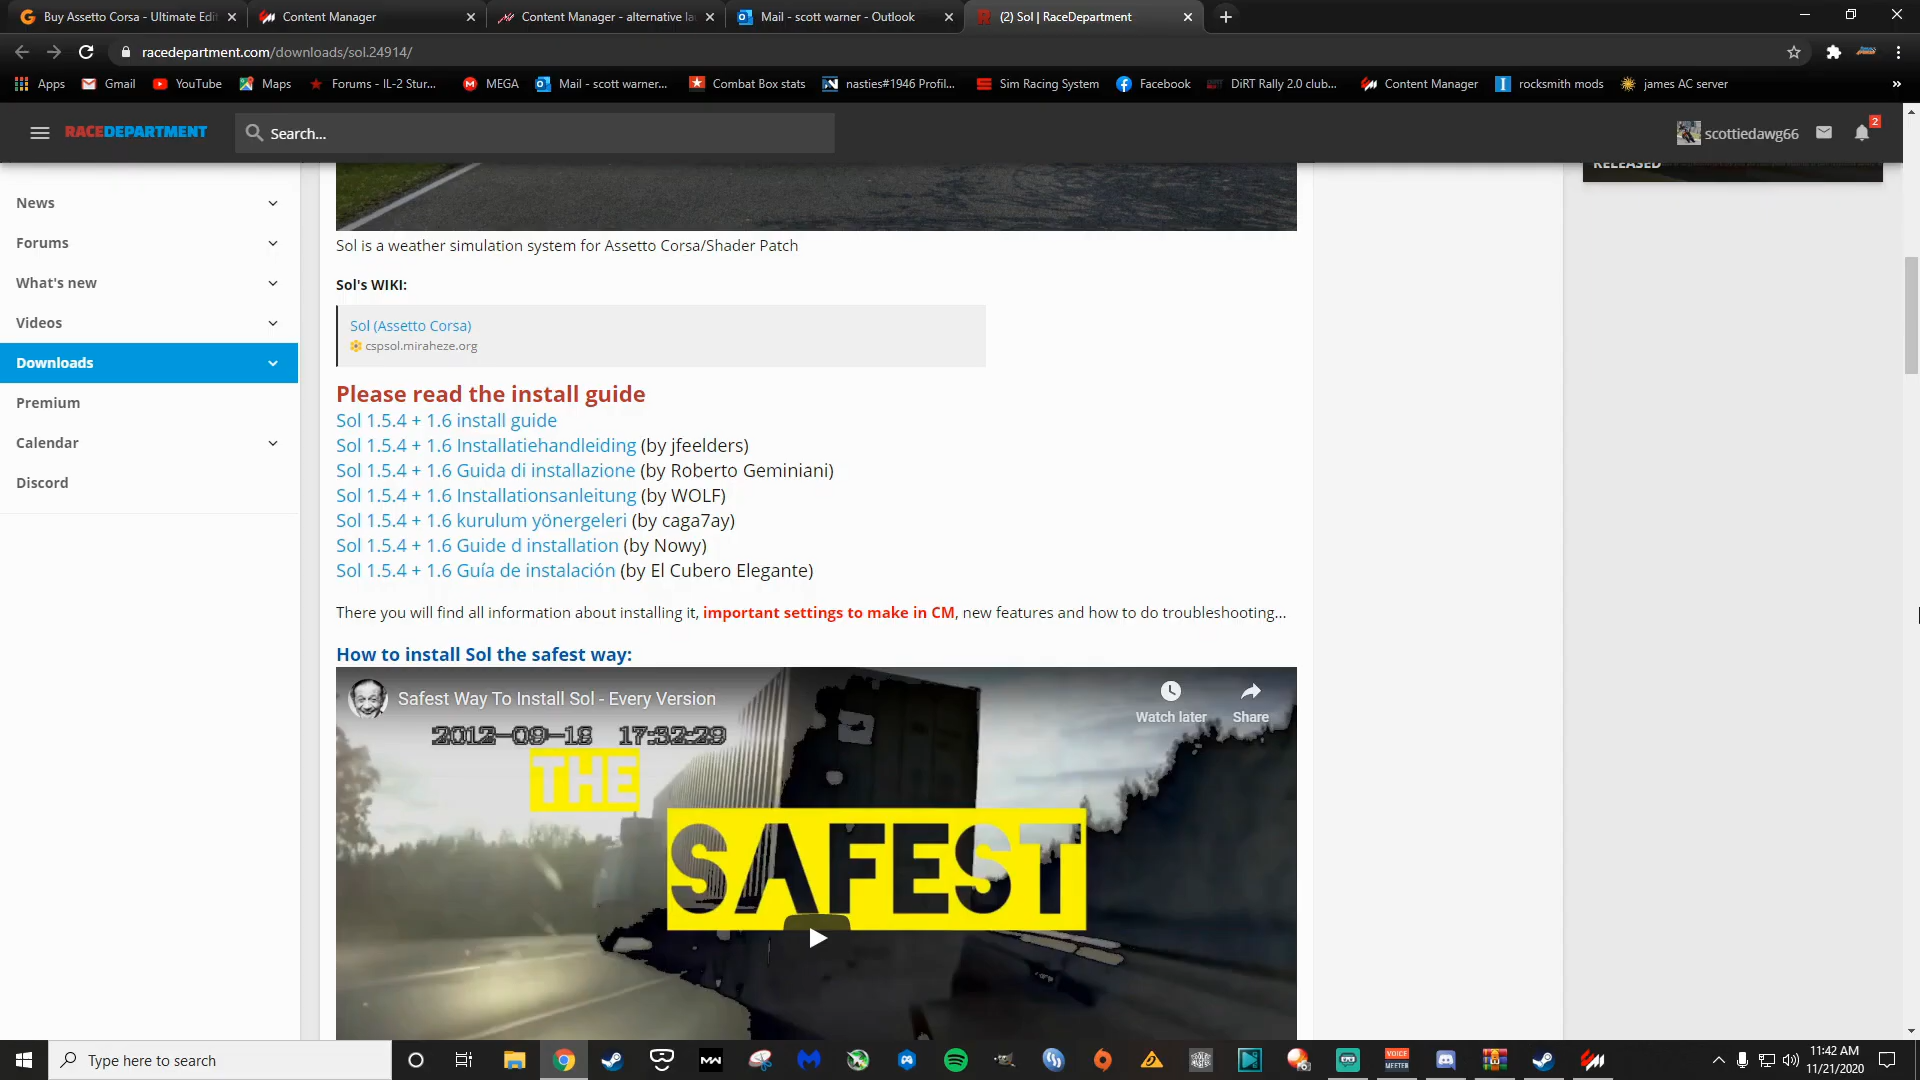 Buy Assetto Corsa - Ultimate Edi
Content Manager
Content Manager - alternative la
Mail - scott warner - Outlook
(2) Sol | RaceDepartment
racedepartment.com/downloads/sol.24914/
Apps
Gmail
YouTube
Maps
Forums - IL-2 Stur...
MEGA
Mail - scott warner...
Combat Box stats
nasties#1946 Profil...
Sim Racing System
Facebook
DiRT Rally 2.0 club...
Content Manager
rocksmith mods
james AC server
»
RACEDEPARTMENT
Search...
scottiedawg66
2
RELEASED
News
Forums
What's new
Videos
Downloads
Premium
Calendar
Discord
Sol is a weather simulation system for Assetto Corsa/Shader Patch
Sol's WIKI:
Sol (Assetto Corsa)
cspsol.miraheze.org
Please read the install guide
Sol 1.5.4 + 1.6 install guide
Sol 1.5.4 + 1.6 Installatiehandleiding (by jfeelders)
Sol 1.5.4 + 1.6 Guida di installazione (by Roberto Geminiani)
Sol 1.5.4 + 1.6 Installationsanleitung (by WOLF)
Sol 1.5.4 + 1.6 kurulum yönergeleri (by caga7ay)
Sol 1.5.4 + 1.6 Guide d installation (by Nowy)
Sol 1.5.4 + 1.6 Guía de instalación (by El Cubero Elegante)
There you will find all information about installing it, important settings to make in CM, new features and how to do troubleshooting...
How to install Sol the safest way:
Safest Way To Install Sol - Every Version
Watch later
Share
2012-09-18 17:32:29
THE
SAFEST
Type here to search
VOICE
MEETER
11:42 AM
11/21/2020